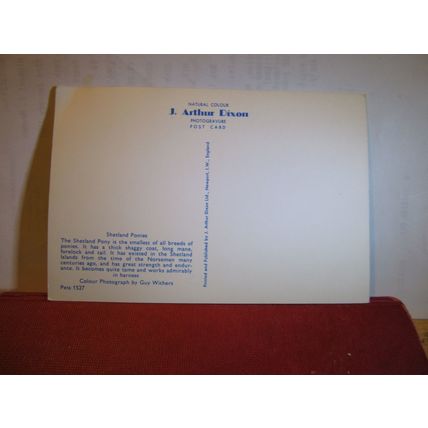 NATURAL COLOUR
J. Arthur Dixon
PHOTOGRAVURE
POST CARD
Printed and Published by J. Arthur Dixon Ltd., Newport, I.W., England
Shetland Ponies
The Shetland Pony is the smallest of all breeds of
ponies. It has a thick shaggy coat, long mane,
forelock and tail. It has existed in the Shetland
Islands from the time of the Norsemen many
centuries ago, and has great strength and endur-
ance. It becomes quite tame and works admirably
in harness
Colour Photograph by Guy Withers
Pets 1527